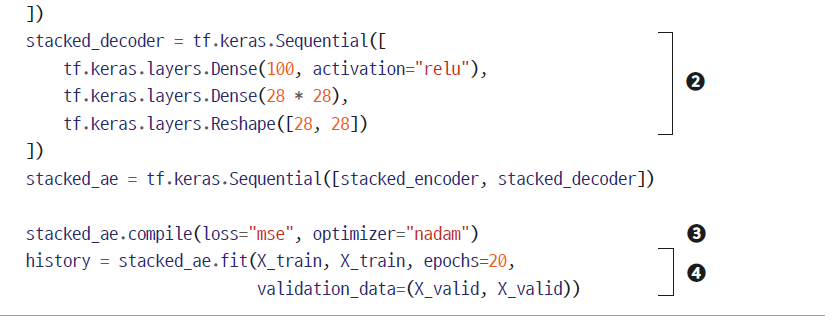 ])
stacked_decoder = tf.keras.Sequential([
    tf.keras.layers.Dense(100, activation="relu"),
    tf.keras.layers.Dense(28 * 28),
    tf.keras.layers.Reshape([28, 28])
❷
])
stacked_ae = tf.keras.Sequential([stacked_encoder, stacked_decoder])
stacked_ae.compile(loss="mse", optimizer="nadam") ❸
history = stacked_ae.fit(X_train, X_train, epochs=20,
                         validation_data=(X_valid, X_valid))
❹